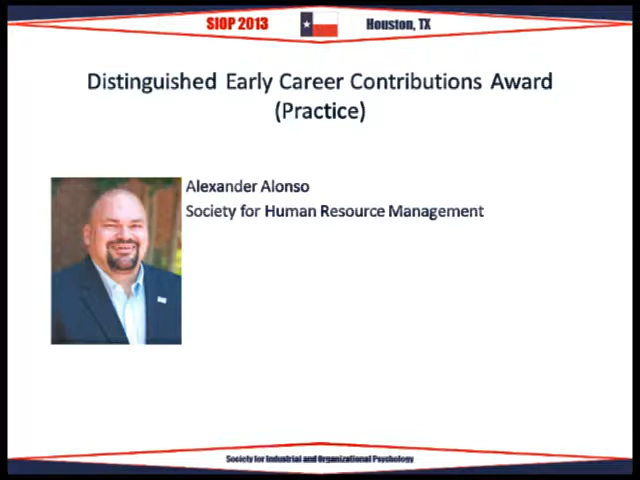 SIOP 2013 Houston, TX
Distinguished Early Career Contributions Award
(Practice)
Alexander Alonso
Society for Human Resource Management
Society for Industrial and Organizational Psychology